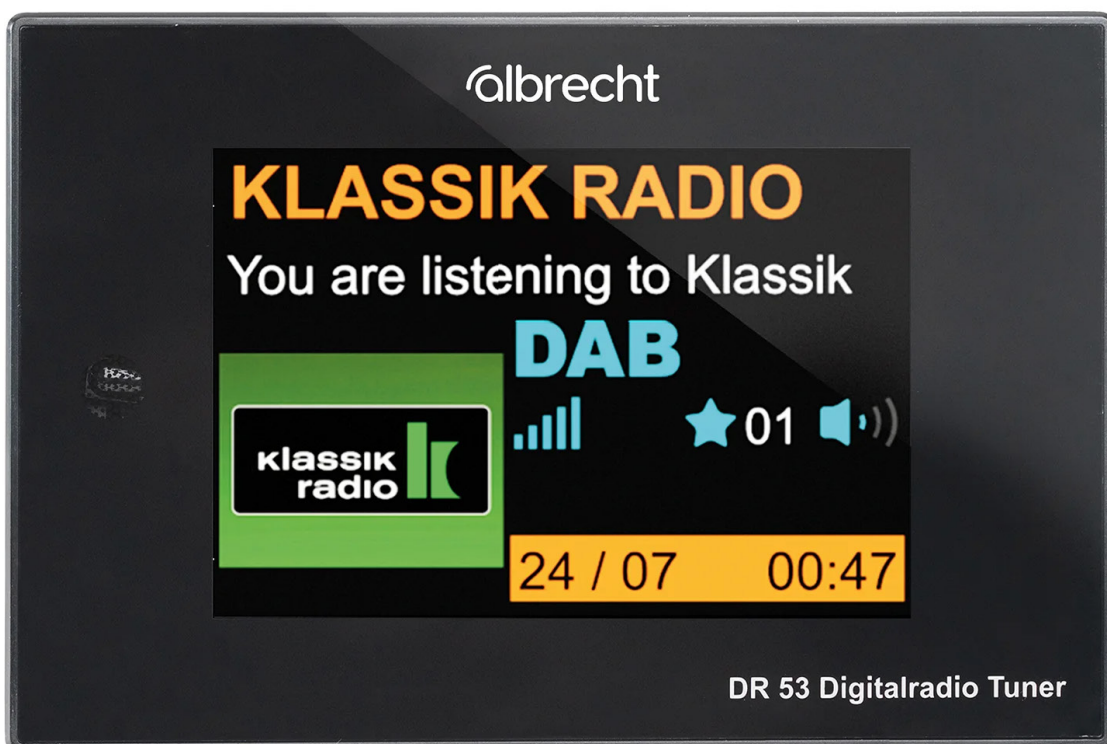 albrecht
KLASSIK RADIO
You are listening to Klassik
DAB
01
klassik
radio
24 / 07 00:47
DR 53 Digitalradio Tuner